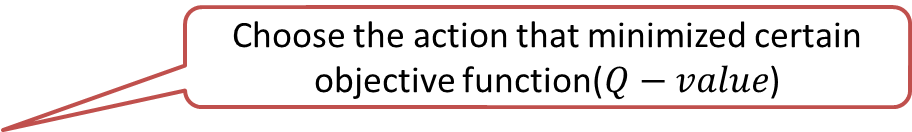 Choose the action that minimized certain
objective function(Q − value)